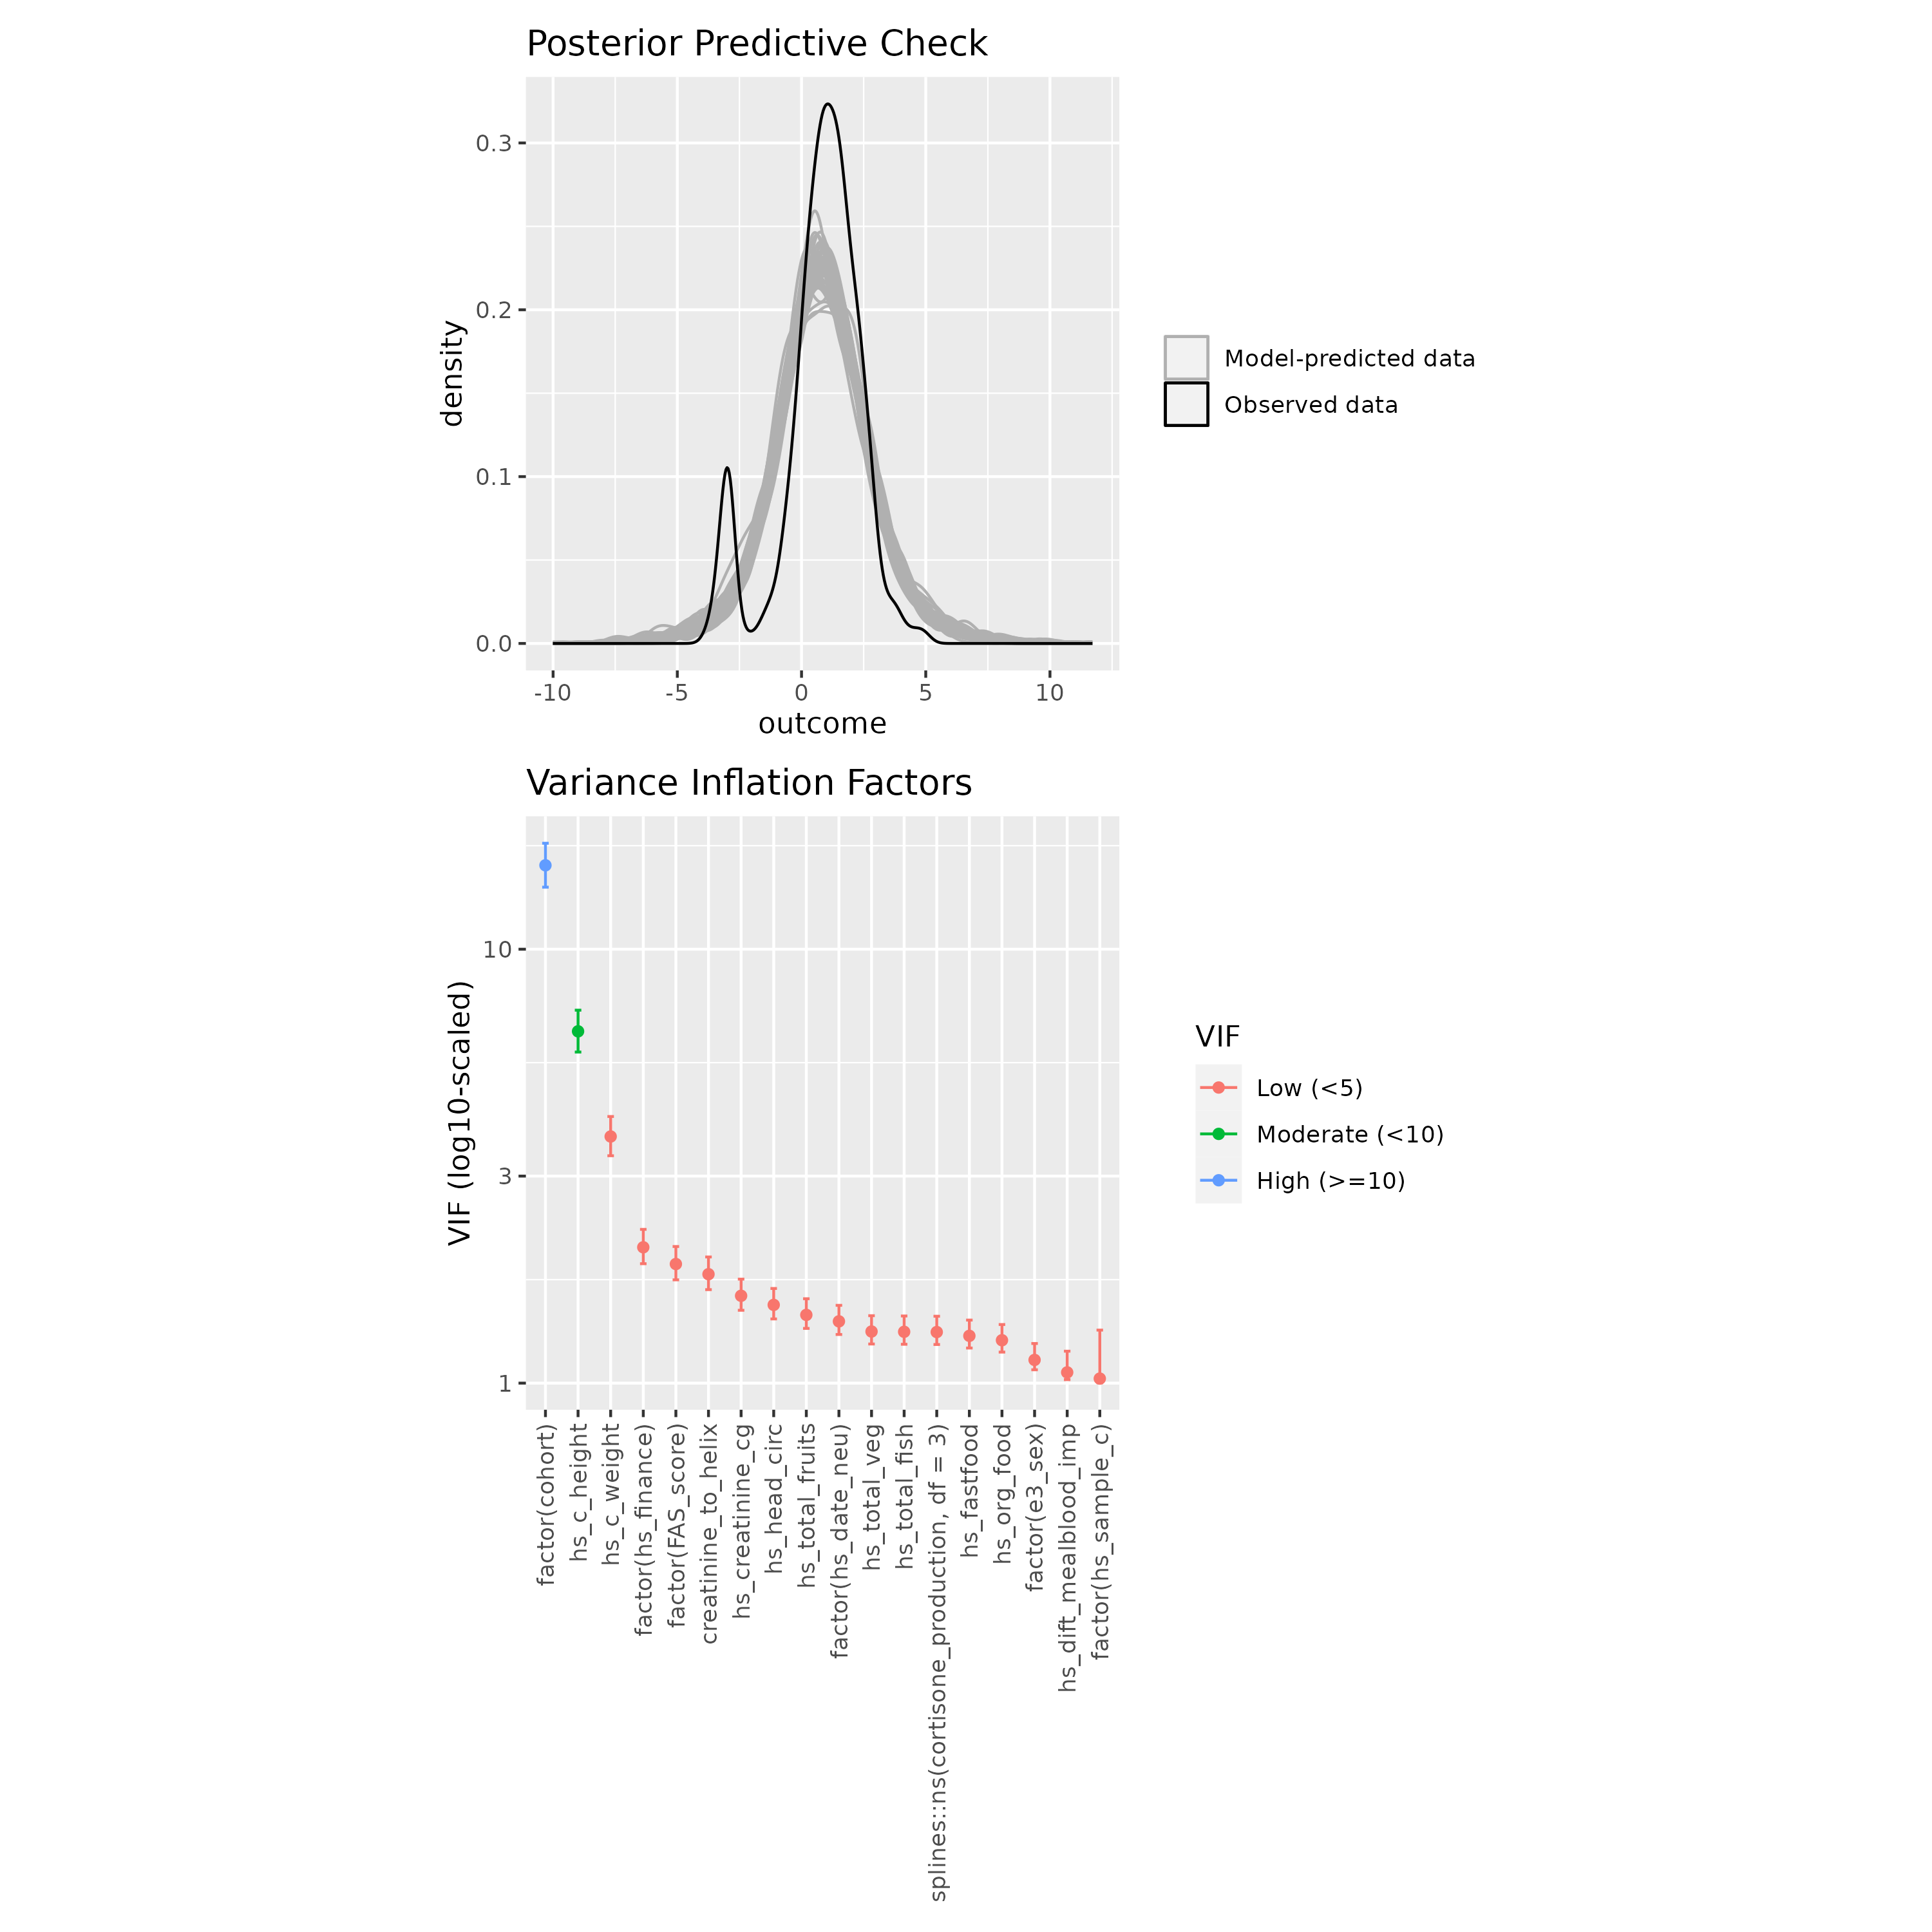 Posterior Predictive Check
density
0.3
0.2
0.1
0.0
-10 -5 0 5 10
outcome
Model-predicted data
Observed data
Variance Inflation Factors
VIF (log10-scaled)
10
3
1
factor(cohort)
hs_c_height
hs_c_weight
factor(hs_finance)
factor(FAS_score)
creatinine_to_helix
hs_creatinine_cg
hs_head_circ
hs_total_fruits
factor(hs_date_neu)
hs_total_veg
hs_total_fish
splines::ns(cortisone_production, df = 3)
hs_fastfood
hs_org_food
factor(e3_sex)
hs_dift_mealblood_imp
factor(hs_sample_c)
VIF
Low (<5)
Moderate (<10)
High (>=10)